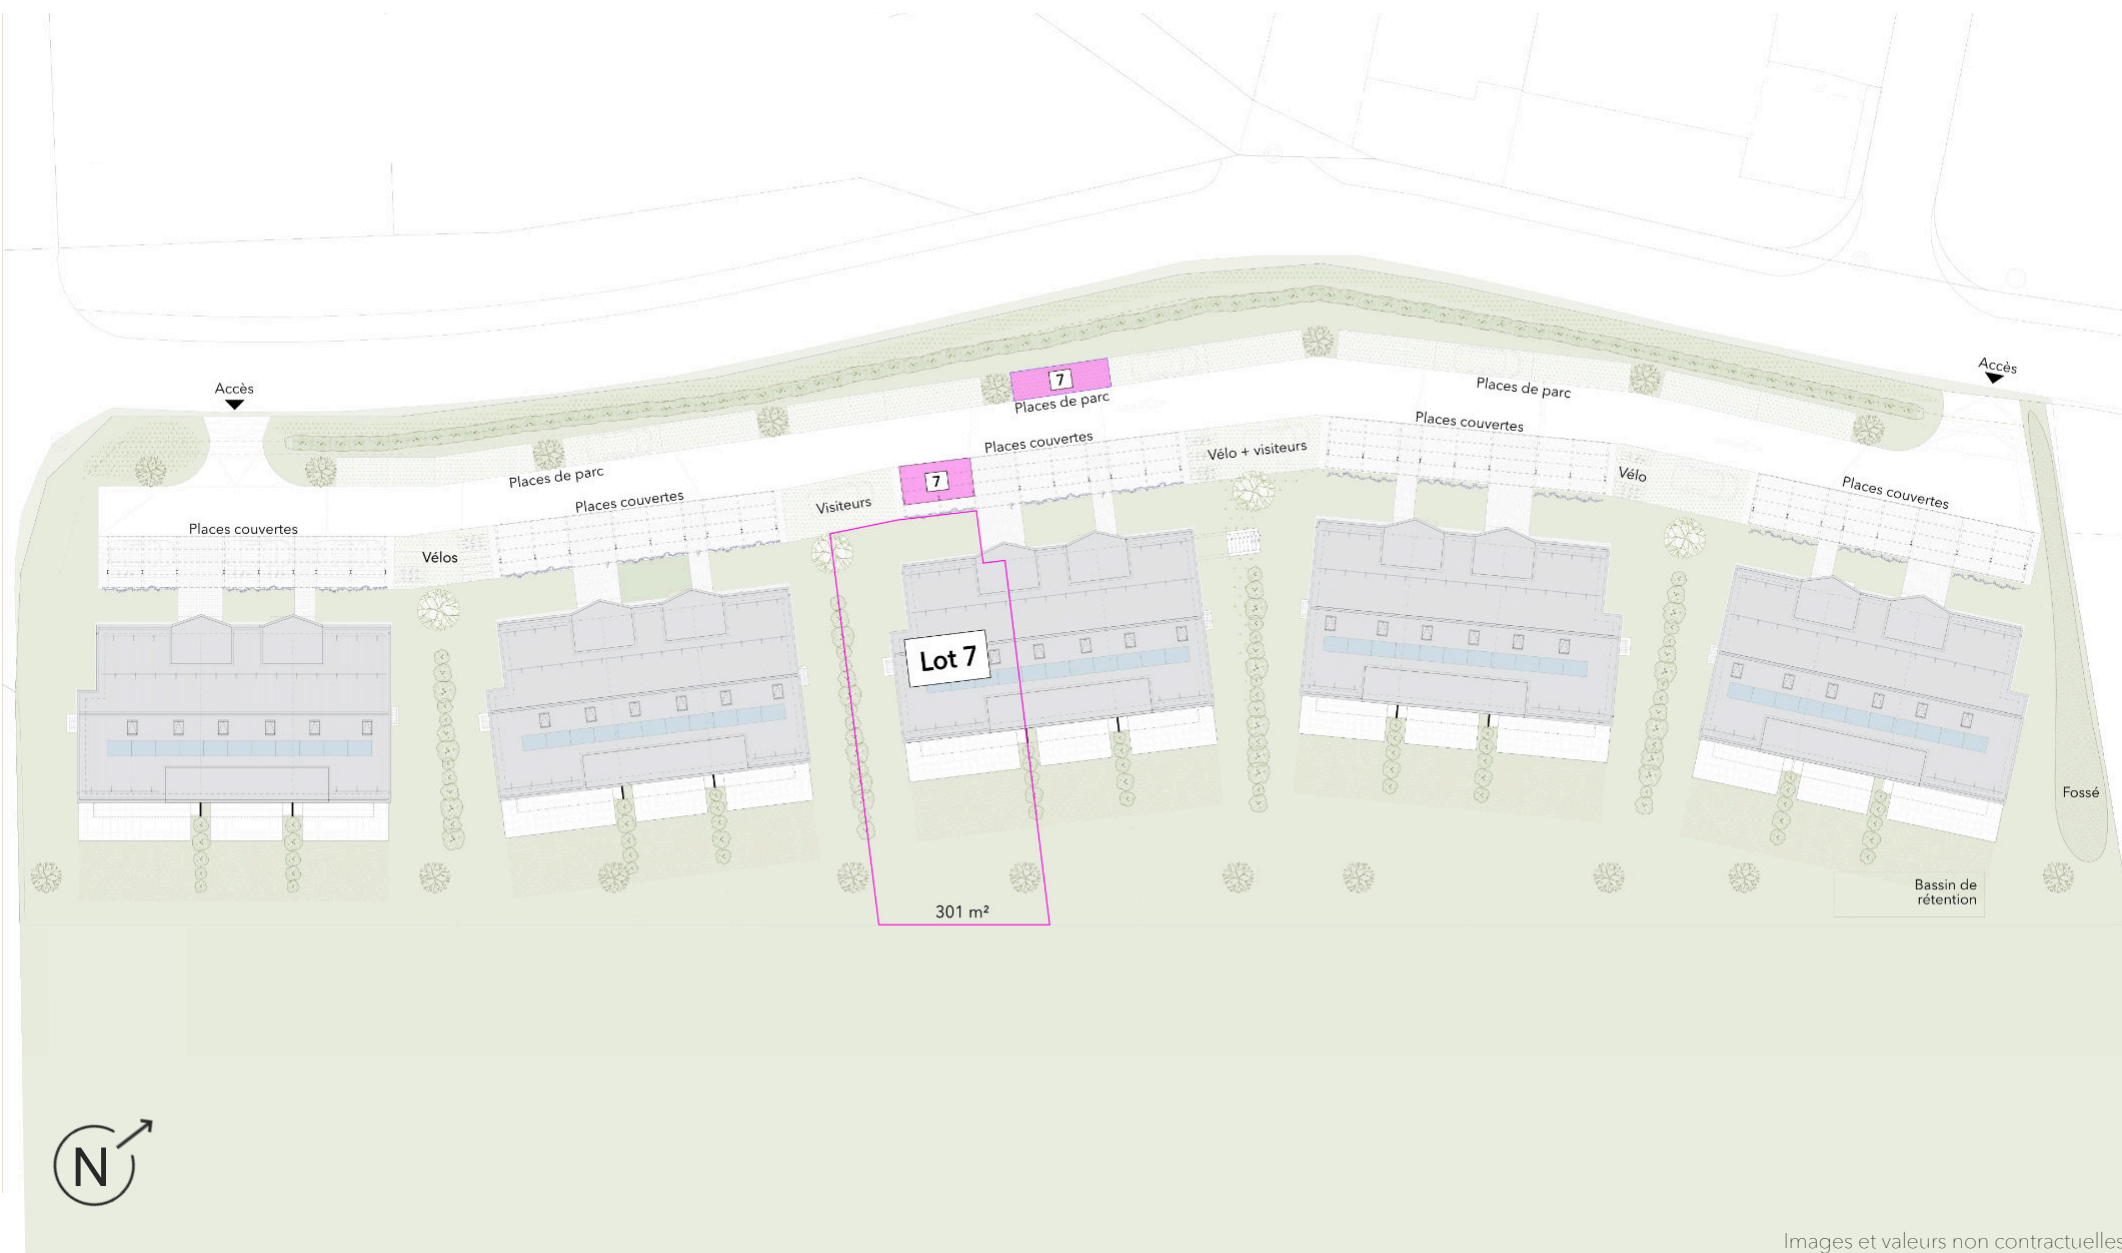 Accès
Accès
7
Places de parc
Places de parc
Places couvertes
Places couvertes
Vélo + visiteurs
Places de parc
7
Vélo
Places couvertes
Places couvertes
Visiteurs
Places couvertes
Vélos
Lot 7
Fossé
Bassin de
rétention
301 m²
N
Images et valeurs non contractuelles